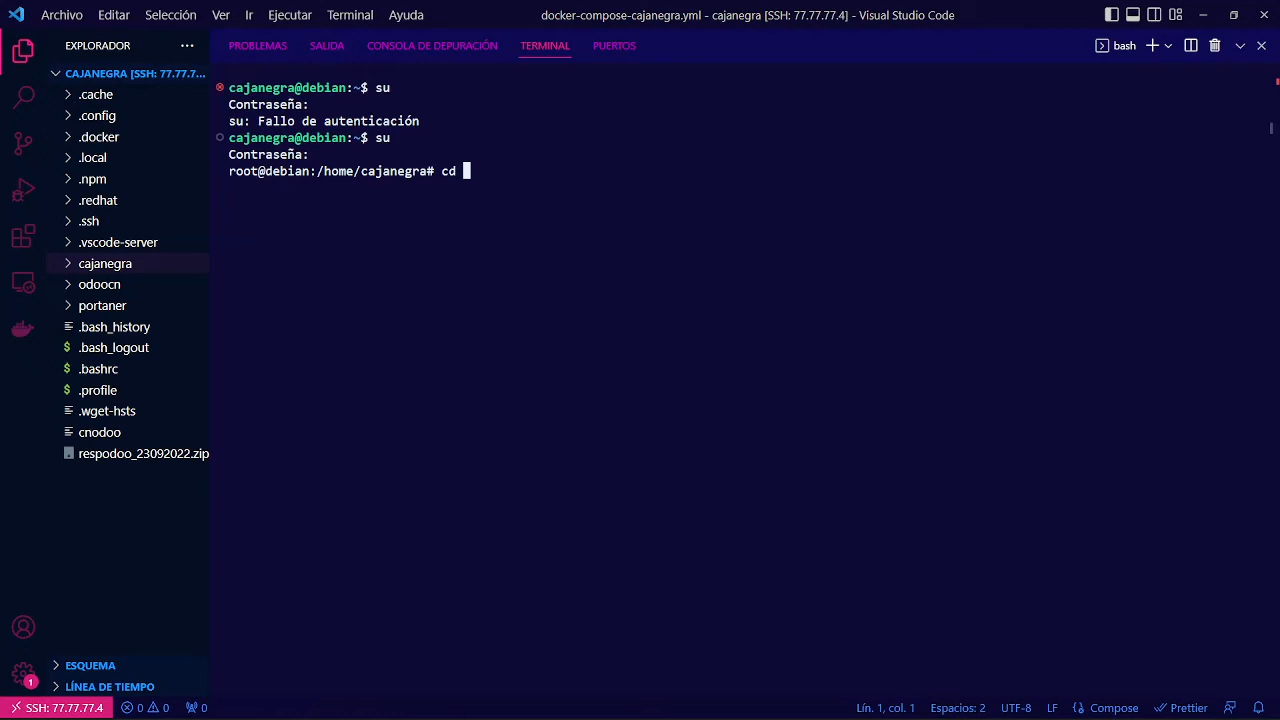 Archivo Editar Selección Ver Ir Ejecutar Terminal Ayuda docker-compose-cajanegra.yml - cajanegra [SSH: 77.77.77.4] - Visual Studio Code
EXPLORADOR
PROBLEMAS SALIDA CONSOLA DE DEPURACIÓN TERMINAL PUERTOS bash
CAJANEGRA [SSH: 77.77.7...
.cache
.config
.docker
.local
.npm
.redhat
.ssh
.vscode-server
cajanegra
odoocn
portaner
.bash_history
.bash_logout
.bashrc
.profile
.wget-hsts
cnodoo
respodoo_23092022.zip
ESQUEMA
LÍNEA DE TIEMPO
cajanegra@debian:~$ su
Contraseña:
su: Fallo de autenticación
cajanegra@debian:~$ su
Contraseña:
root@debian:/home/cajanegra# cd
1
SSH: 77.77.77.4 0 0 0 Lín. 1, col. 1 Espacios: 2 UTF-8 LF Compose Prettier